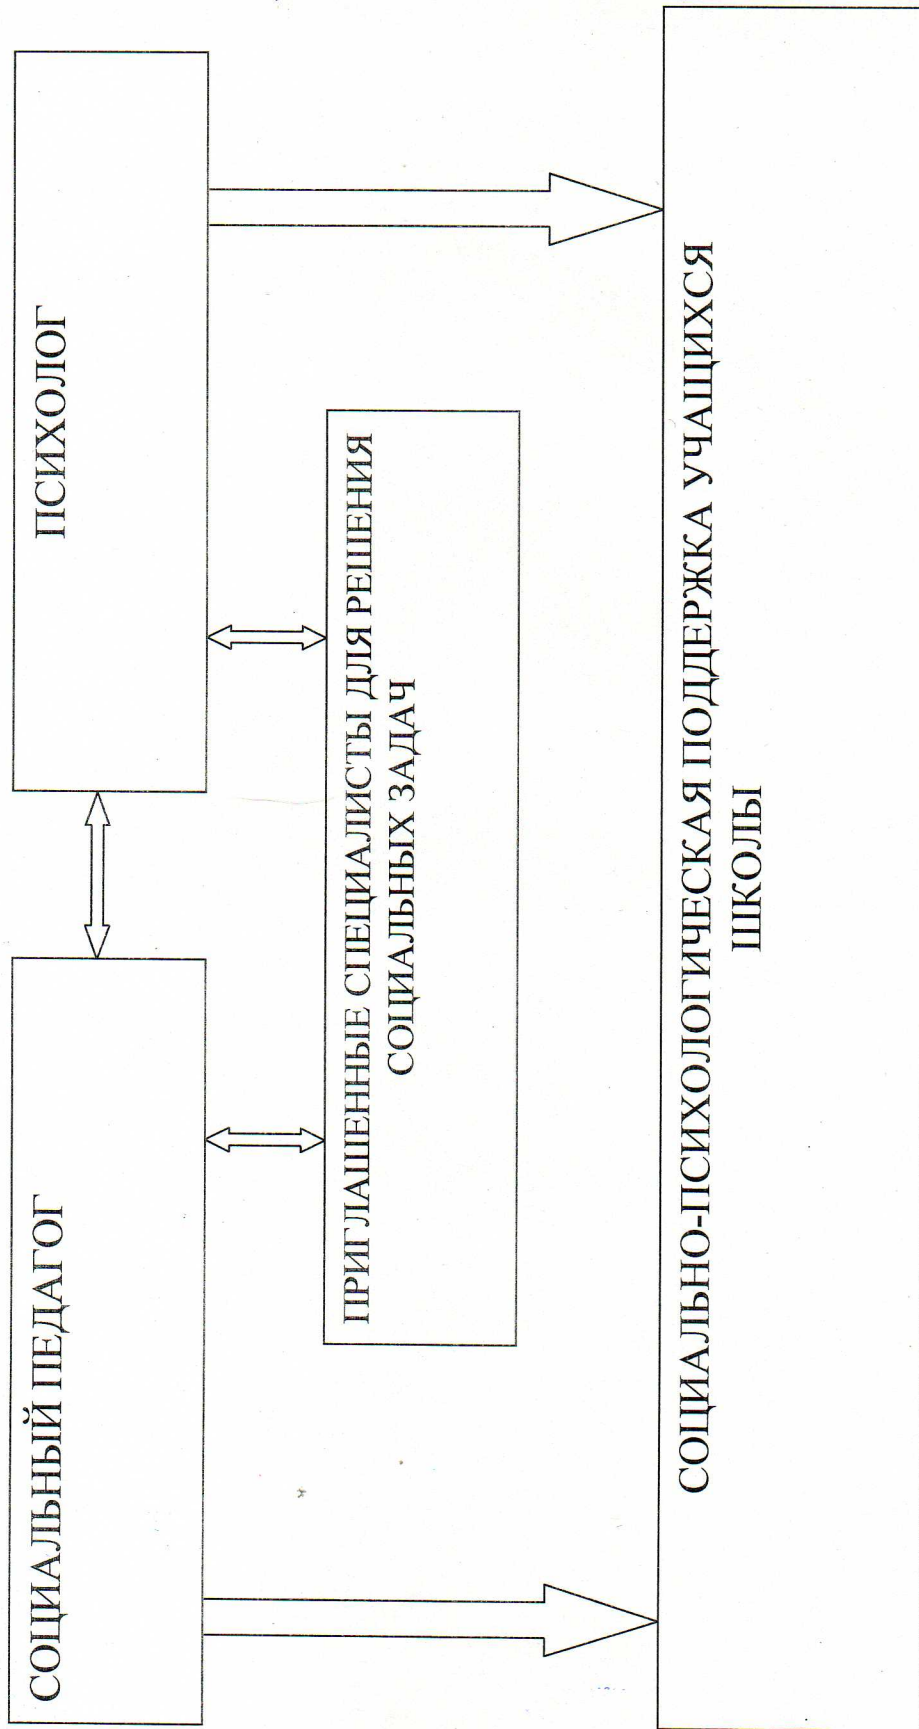 СОЦИАЛЬНЫЙ ПЕДАГОГ
ПСИХОЛОГ
ПРИГЛАШЕННЫЕ СПЕЦИАЛИСТЫ ДЛЯ РЕШЕНИЯ
СОЦИАЛЬНЫХ ЗАДАЧ
СОЦИАЛЬНО-ПСИХОЛОГИЧЕСКАЯ ПОДДЕРЖКА УЧАЩИХСЯ
ШКОЛЫ